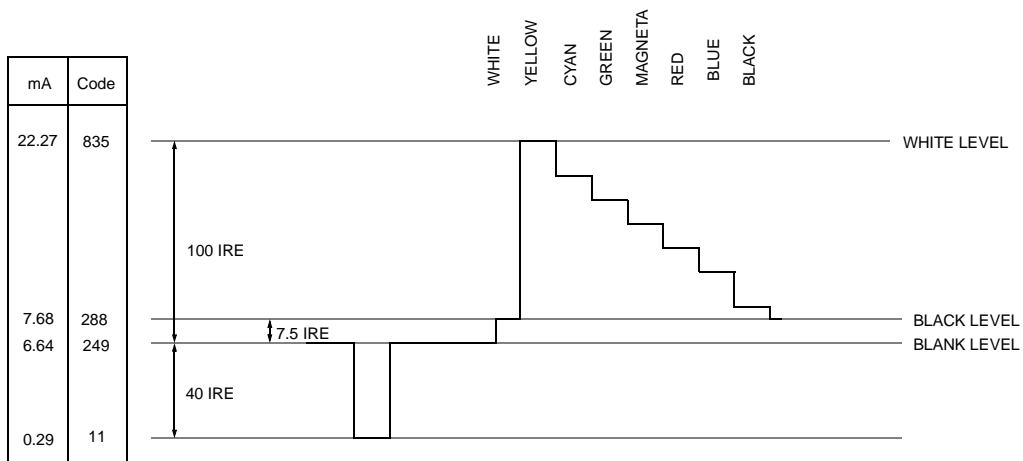 WHITE
YELLOW
CYAN
GREEN
MAGNETA
RED
BLUE
BLACK
mA Code
22.27 835
WHITE LEVEL
100 IRE
7.68 288
7.5 IRE
BLACK LEVEL
6.64 249
BLANK LEVEL
40 IRE
0.29 11